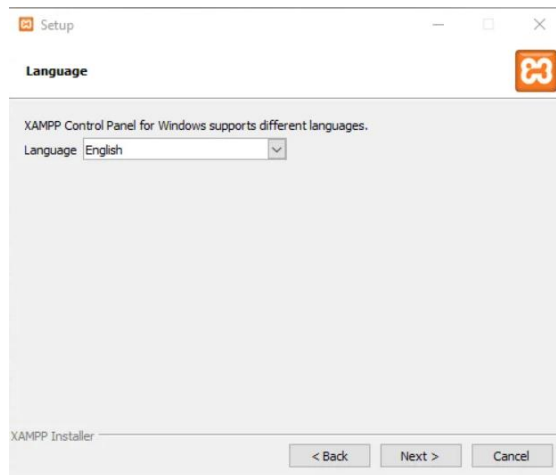 Setup
Language
XAMPP Control Panel for Windows supports different languages.
Language English
XAMPP Installer
< Back Next > Cancel